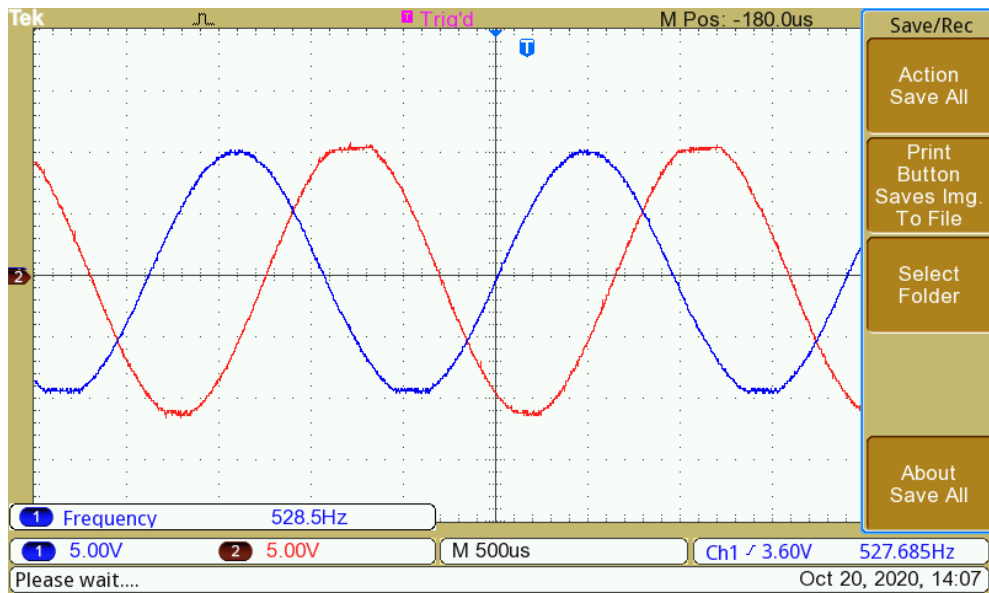 Tek
T Trig'd
M Pos: -180.0us
Save/Rec
T
Action
Save All
Print
Button
Saves Img.
To File
2
Select
Folder
About
Save All
1 Frequency 528.5Hz
1 5.00V 2 5.00V M 500us Ch1 3.60V 527.685Hz
Please wait.... Oct 20, 2020, 14:07